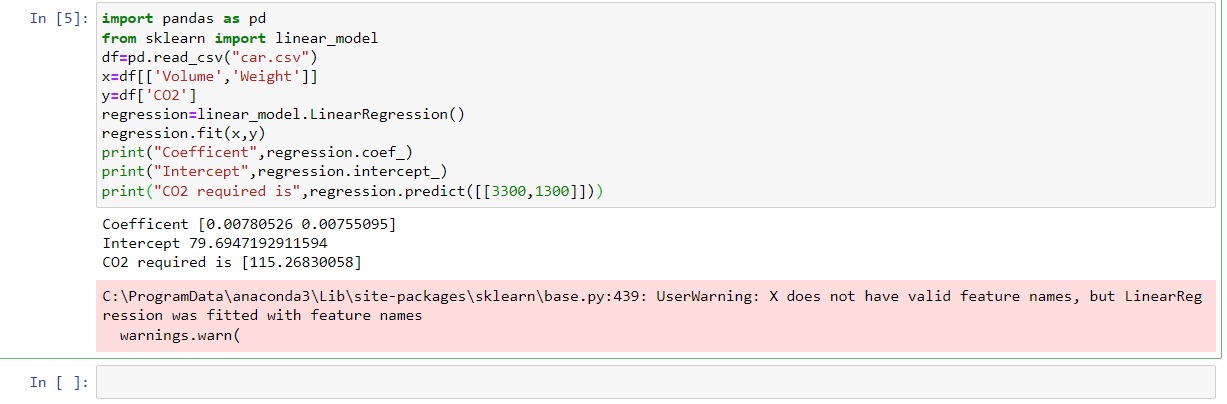 In [5]: import pandas as pd
from sklearn import linear_model
df=pd.read_csv("car.csv")
x=df[['Volume','Weight']]
y=df['CO2']
regression=linear_model.LinearRegression()
regression.fit(x,y)
print("Coefficent",regression.coef_)
print("Intercept",regression.intercept_)
print("CO2 required is",regression.predict([[3300,1300]]))
Coefficent [0.00780526 0.00755095]
Intercept 79.6947192911594
CO2 required is [115.26830058]
C:\ProgramData\anaconda3\Lib\site-packages\sklearn\base.py:439: UserWarning: X does not have valid feature names, but LinearReg
ression was fitted with feature names
  warnings.warn(
In [ ]: